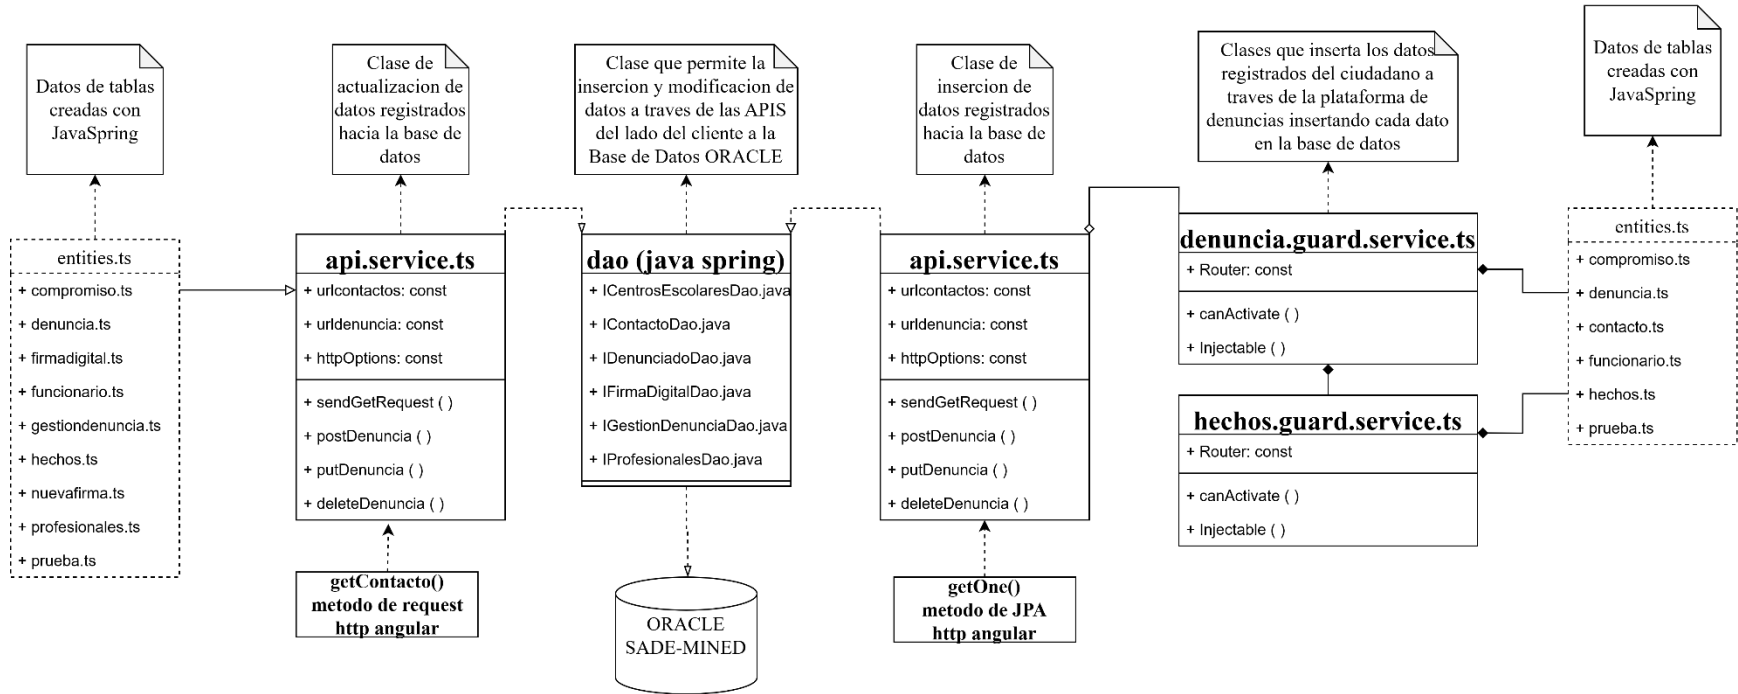 Datos de tablas
creadas con
JavaSpring
Clase de
actualizacion de
datos registrados
hacia la base de
datos
Clase que permite la
insercion y modificacion de
datos a traves de las APIS
del lado del cliente a la
Base de Datos ORACLE
Clase de
insercion de
datos registrados
hacia la base de
datos
Clases que inserta los datos
registrados del ciudadano a
traves de la plataforma de
denuncias insertando cada dato
en la base de datos
Datos de tablas
creadas con
JavaSpring
entities.ts
+ compromiso.ts
+ denuncia.ts
+ firmadigital.ts
+ funcionario.ts
+ gestiondenuncia.ts
+ hechos.ts
+ nuevafirma.ts
+ profesionales.ts
+ prueba.ts
api.service.ts
+ urlcontactos: const
+ urldenuncia: const
+ httpOptions: const
+ sendGetRequest ( )
+ postDenuncia ( )
+ putDenuncia ( )
+ deleteDenuncia ( )
getContacto()
metodo de request
http angular
dao (java spring)
+ ICentrosEscolaresDao.java
+ IContactoDao.java
+ IDenunciadoDao.java
+ IFirmaDigitalDao.java
+ IGestionDenunciaDao.java
+ IProfesionalesDao.java
ORACLE
SADE-MINED
api.service.ts
+ urlcontactos: const
+ urldenuncia: const
+ httpOptions: const
+ sendGetRequest ( )
+ postDenuncia ( )
+ putDenuncia ( )
+ deleteDenuncia ( )
getOne()
metodo de JPA
http angular
denuncia.guard.service.ts
+ Router: const
+ canActivate ( )
+ Injectable ( )
hechos.guard.service.ts
+ Router: const
+ canActivate ( )
+ Injectable ( )
entities.ts
+ compromiso.ts
+ denuncia.ts
+ contacto.ts
+ funcionario.ts
+ hechos.ts
+ prueba.ts